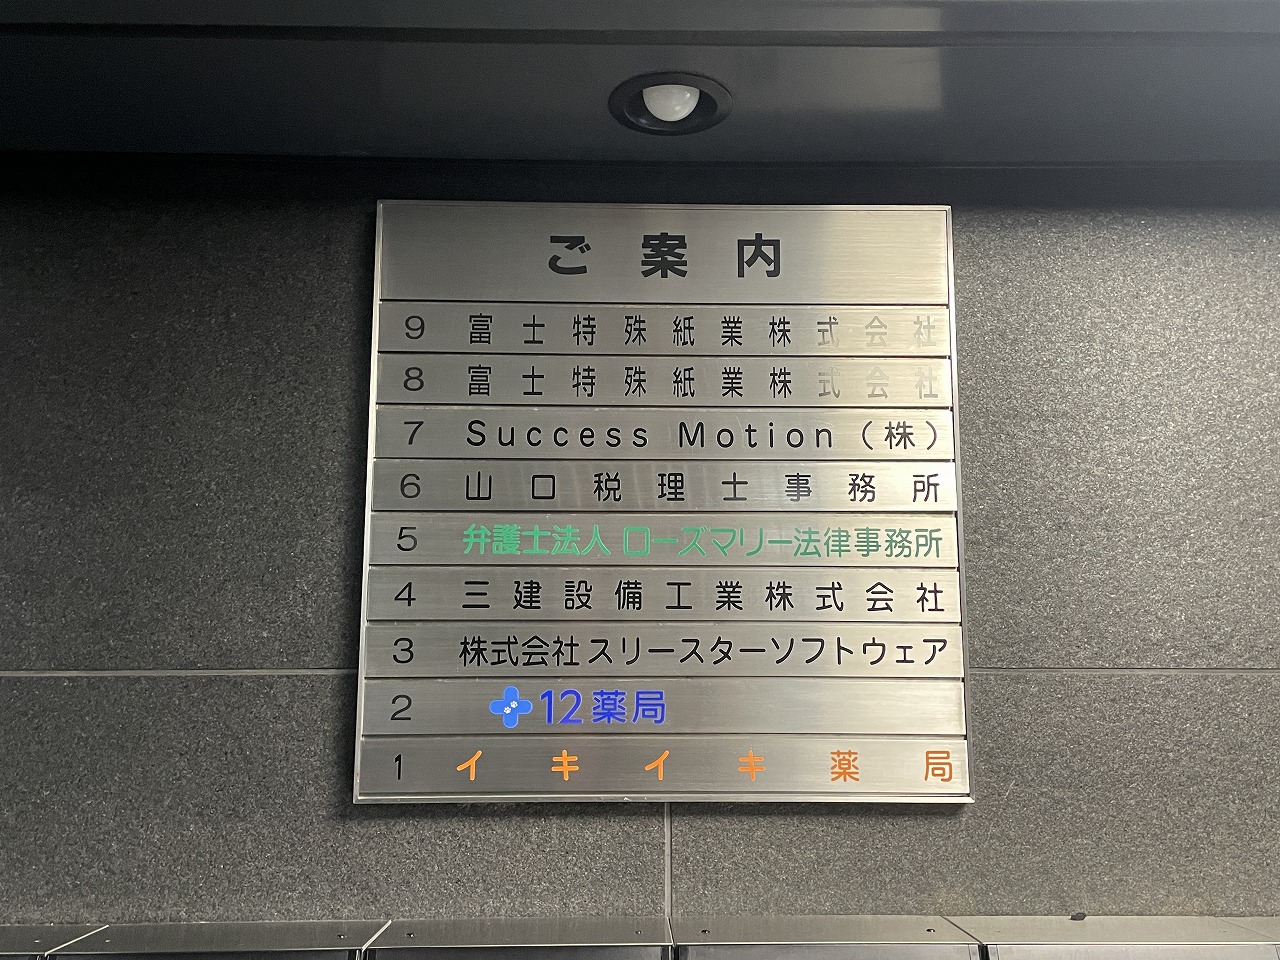 ご案内
9 富士特殊紙業株式会社
8 富士特殊紙業株式会社
7 Success Motion（株）
6 山口税理士事務所
5 弁護士法人 ローズマリー法律事務所
4 三建設備工業株式会社
3 株式会社スリースターソフトウェア
2 12薬局
1 イキイキ薬局